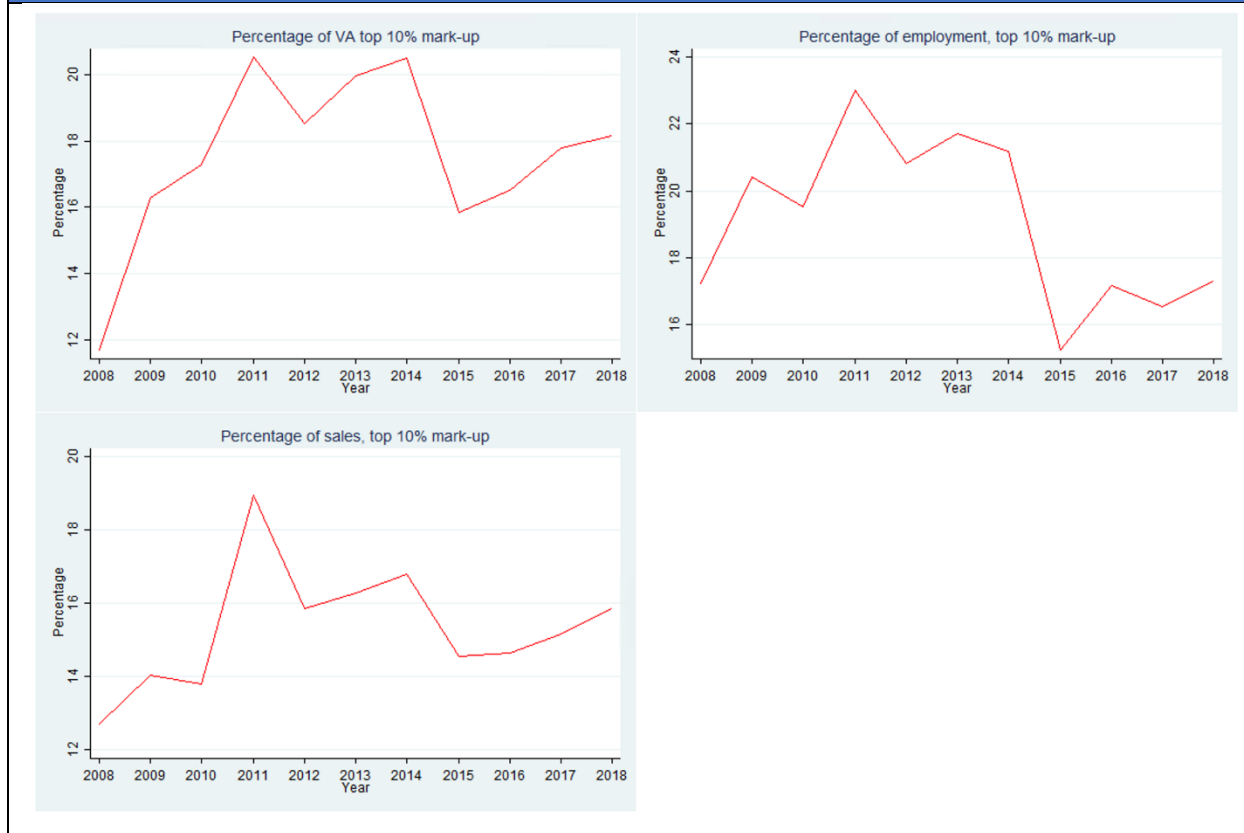 Percentage of VA top 10% mark-up
Percentage
20
18
16
14
12
2008 2009 2010 2011 2012 2013 2014 2015 2016 2017 2018
Year
Percentage of employment, top 10% mark-up
Percentage
24
22
20
18
16
2008 2009 2010 2011 2012 2013 2014 2015 2016 2017 2018
Year
Percentage of sales, top 10% mark-up
Percentage
20
18
16
14
12
2008 2009 2010 2011 2012 2013 2014 2015 2016 2017 2018
Year